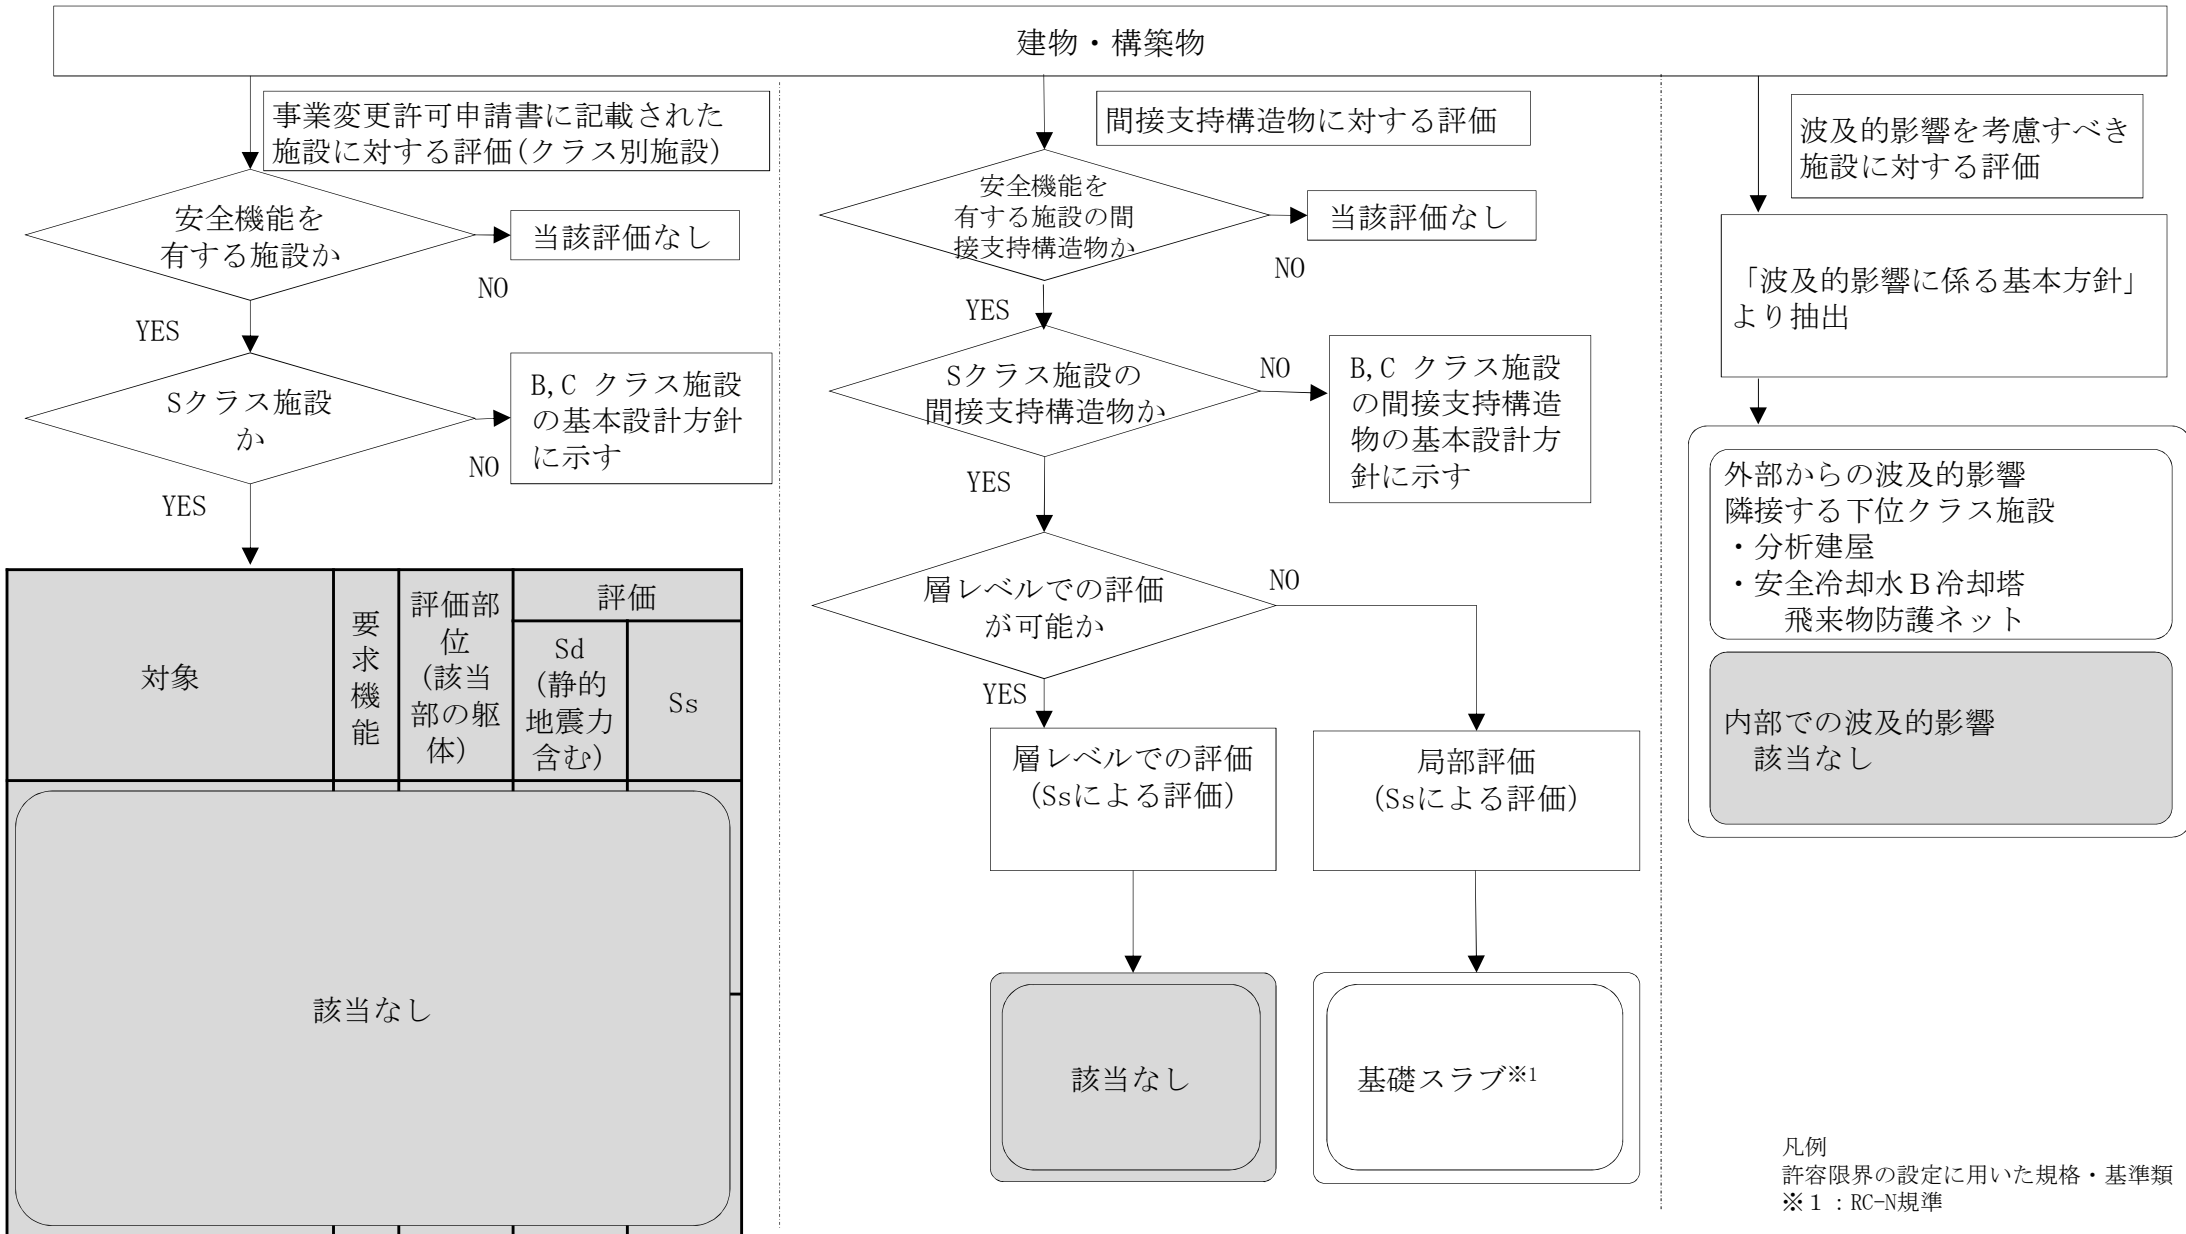 建物・構築物
事業変更許可申請書に記載された
施設に対する評価(クラス別施設)
安全機能を
有する施設か
当該評価なし
NO
YES
Sクラス施設
か
B,C クラス施設
の基本設計方針
に示す
NO
YES
対象
要
求
機
能
評価部
位
(該当
部の躯
体)
評価
Sd
(静的
地震力
含む)
Ss
該当なし
間接支持構造物に対する評価
安全機能を
有する施設の間
接支持構造物か
当該評価なし
NO
YES
Sクラス施設の
間接支持構造物か
NO
B,C クラス施設
の間接支持構造
物の基本設計方
針に示す
YES
層レベルでの評価
が可能か
NO
YES
層レベルでの評価
(Ssによる評価)
局部評価
(Ssによる評価)
該当なし
基礎スラブ※1
波及的影響を考慮すべき
施設に対する評価
「波及的影響に係る基本方針」
より抽出
外部からの波及的影響
隣接する下位クラス施設
・分析建屋
・安全冷却水Ｂ冷却塔
飛来物防護ネット
内部での波及的影響
該当なし
凡例
許容限界の設定に用いた規格・基準類
※１：RC-N規準